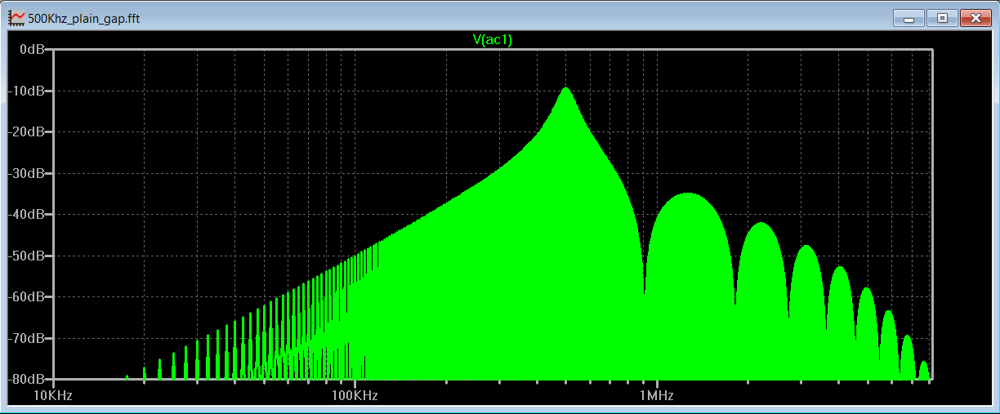 500Khz_plain_gap.fft
V(ac1)
0dB
-10dB
-20dB
-30dB
-40dB
-50dB
-60dB
-70dB
-80dB
10KHz 100KHz 1MHz